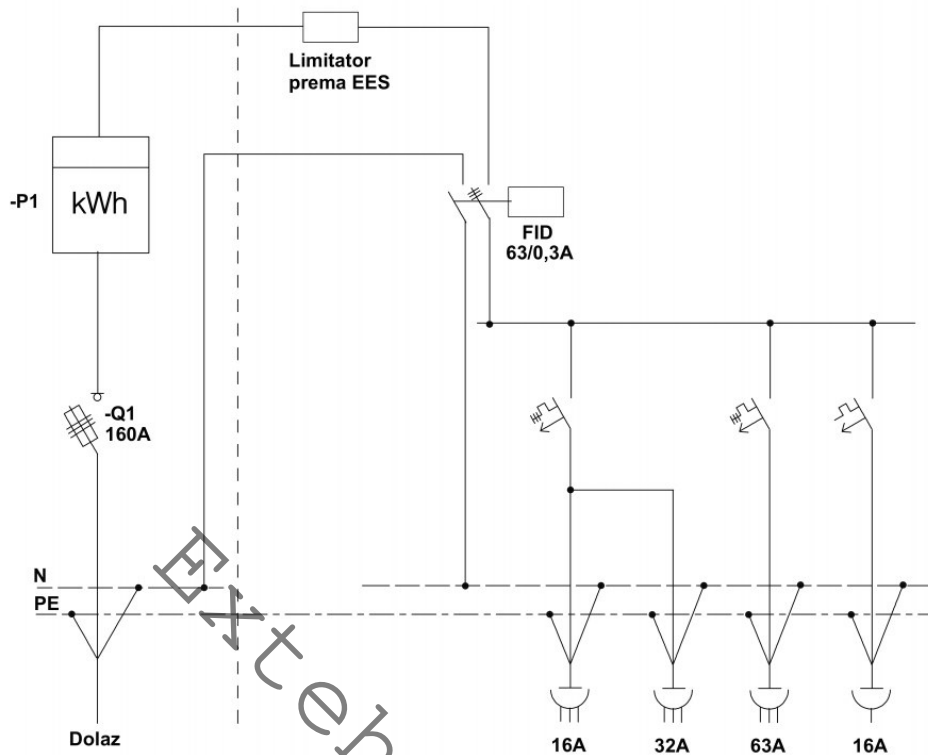 Limitator
prema EES
-P1
kWh
FID
63/0,3A
-Q1
160A
N
PE
Dolaz
16A
32A
63A
16A